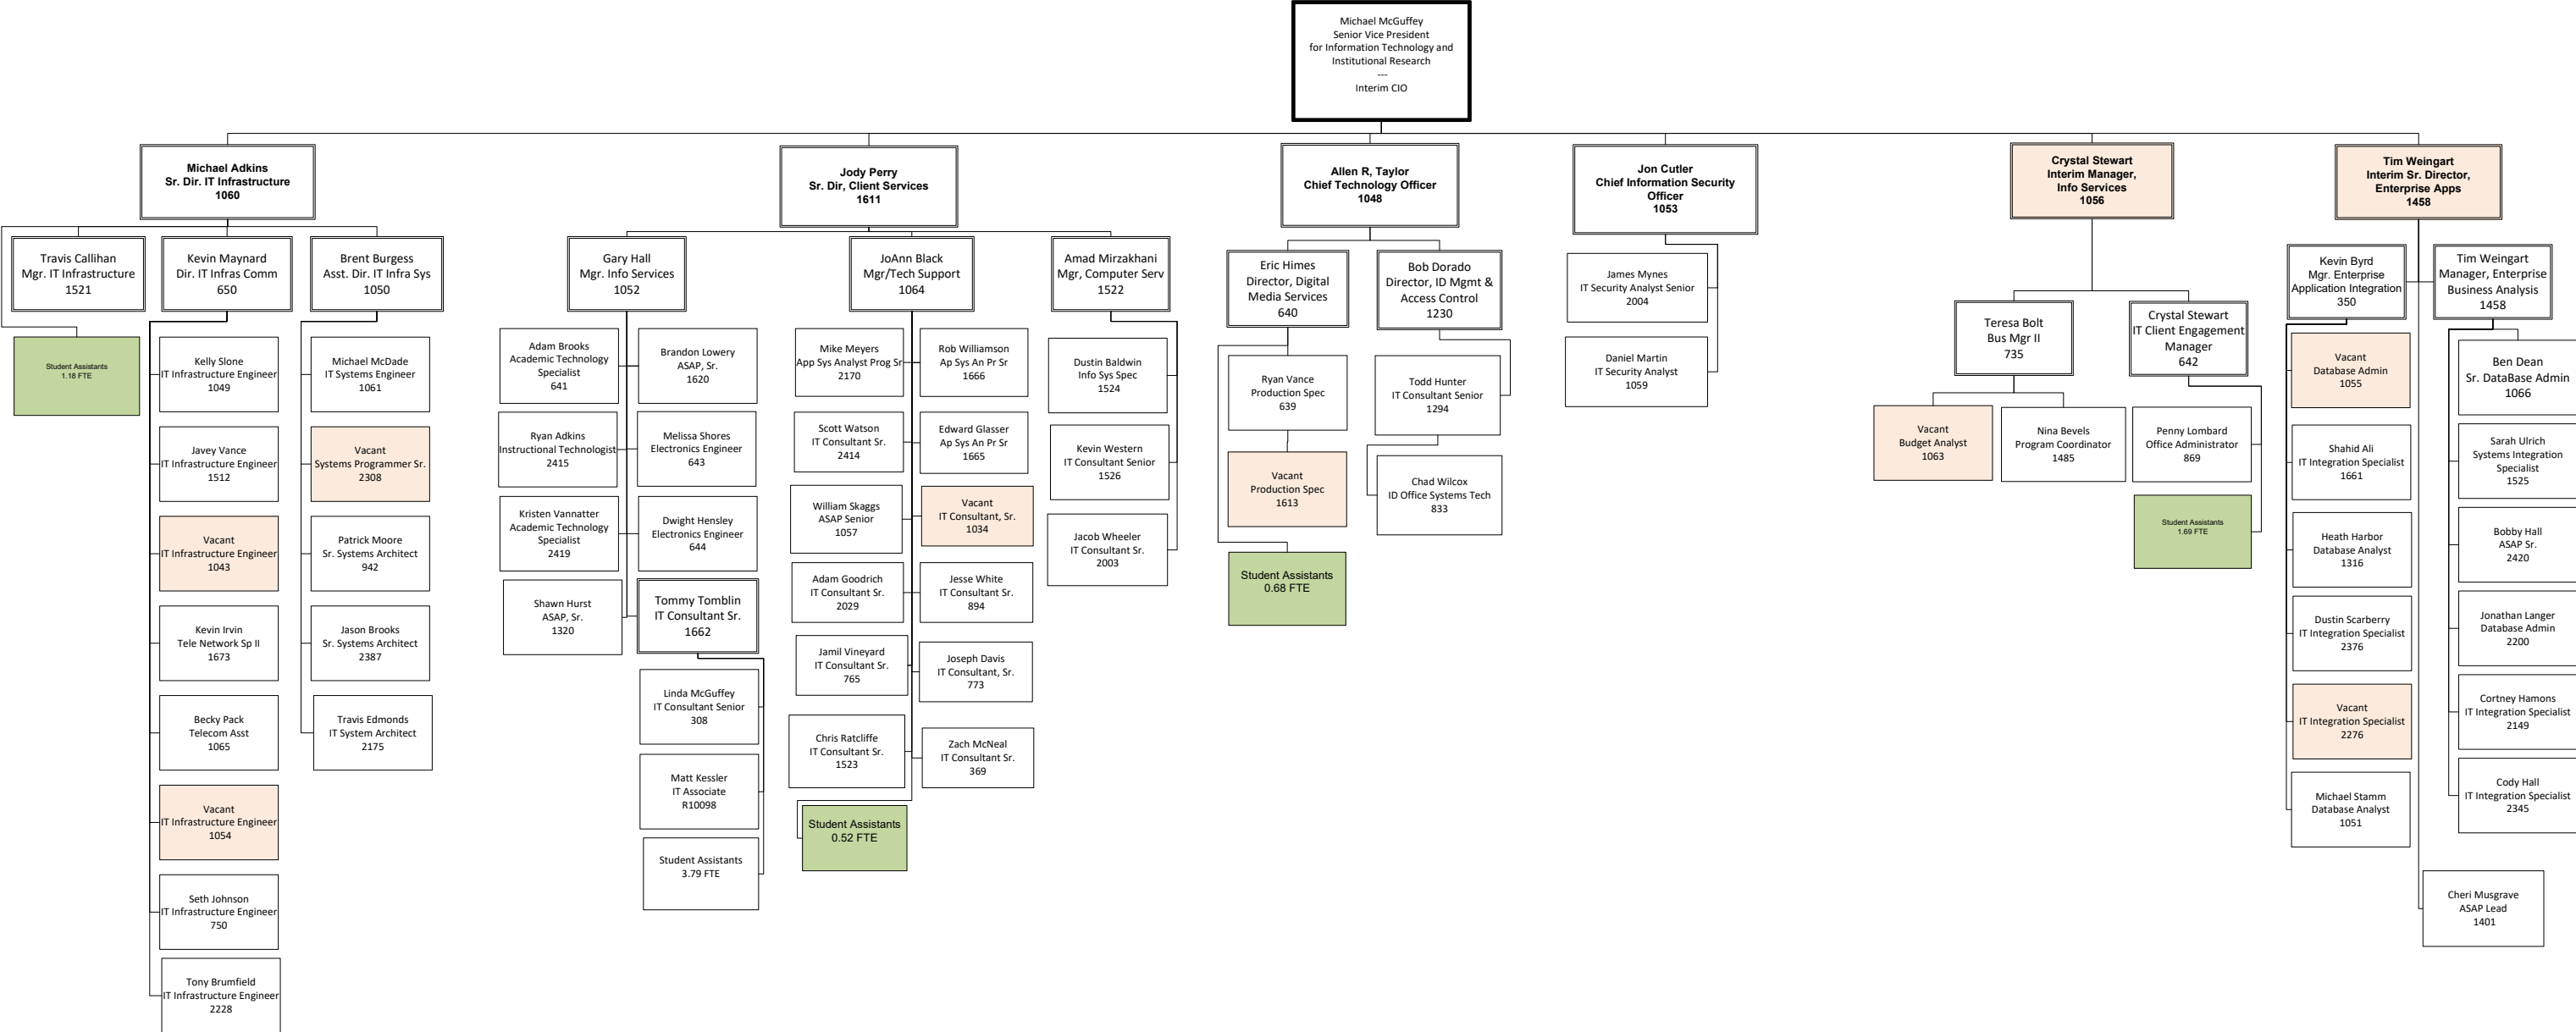 Michael McGuffey
Senior Vice President
for Information Technology and
Institutional Research
---
Interim CIO
Michael Adkins
Sr. Dir. IT Infrastructure
1060
Jody Perry
Sr. Dir, Client Services
1611
Allen R, Taylor
Chief Technology Officer
1048
Jon Cutler
Chief Information Security
Officer
1053
Crystal Stewart
Interim Manager,
Info Services
1056
Tim Weingart
Interim Sr. Director,
Enterprise Apps
1458
Travis Callihan
Mgr. IT Infrastructure
1521
Kevin Maynard
Dir. IT Infras Comm
650
Brent Burgess
Asst. Dir. IT Infra Sys
1050
Student Assistants
1.18 FTE
Kelly Slone
IT Infrastructure Engineer
1049
Javey Vance
IT Infrastructure Engineer
1512
Vacant
IT Infrastructure Engineer
1043
Kevin Irvin
Tele Network Sp II
1673
Becky Pack
Telecom Asst
1065
Vacant
IT Infrastructure Engineer
1054
Seth Johnson
IT Infrastructure Engineer
750
Tony Brumfield
IT Infrastructure Engineer
2228
Michael McDade
IT Systems Engineer
1061
Vacant
Systems Programmer Sr.
2308
Patrick Moore
Sr. Systems Architect
942
Jason Brooks
Sr. Systems Architect
2387
Travis Edmonds
IT System Architect
2175
Gary Hall
Mgr. Info Services
1052
JoAnn Black
Mgr/Tech Support
1064
Amad Mirzakhani
Mgr, Computer Serv
1522
Adam Brooks
Academic Technology
Specialist
641
Ryan Adkins
Instructional Technologist
2415
Kristen Vannatter
Academic Technology
Specialist
2419
Shawn Hurst
ASAP, Sr.
1320
Brandon Lowery
ASAP, Sr.
1620
Melissa Shores
Electronics Engineer
643
Dwight Hensley
Electronics Engineer
644
Tommy Tomblin
IT Consultant Sr.
1662
Linda McGuffey
IT Consultant Senior
308
Matt Kessler
IT Associate
R10098
Student Assistants
3.79 FTE
Mike Meyers
App Sys Analyst Prog Sr
2170
Scott Watson
IT Consultant Sr.
2414
William Skaggs
ASAP Senior
1057
Adam Goodrich
IT Consultant Sr.
2029
Jamil Vineyard
IT Consultant Sr.
765
Chris Ratcliffe
IT Consultant Sr.
1523
Student Assistants
0.52 FTE
Rob Williamson
Ap Sys An Pr Sr
1666
Edward Glasser
Ap Sys An Pr Sr
1665
Vacant
IT Consultant, Sr.
1034
Jesse White
IT Consultant Sr.
894
Joseph Davis
IT Consultant, Sr.
773
Zach McNeal
IT Consultant Sr.
369
Dustin Baldwin
Info Sys Spec
1524
Kevin Western
IT Consultant Senior
1526
Jacob Wheeler
IT Consultant Sr.
2003
Eric Himes
Director, Digital
Media Services
640
Bob Dorado
Director, ID Mgmt &
Access Control
1230
Ryan Vance
Production Spec
639
Vacant
Production Spec
1613
Student Assistants
0.68 FTE
Todd Hunter
IT Consultant Senior
1294
Chad Wilcox
ID Office Systems Tech
833
James Mynes
IT Security Analyst Senior
2004
Daniel Martin
IT Security Analyst
1059
Teresa Bolt
Bus Mgr II
735
Crystal Stewart
IT Client Engagement
Manager
642
Vacant
Budget Analyst
1063
Nina Bevels
Program Coordinator
1485
Penny Lombard
Office Administrator
869
Student Assistants
1.69 FTE
Kevin Byrd
Mgr. Enterprise
Application Integration
350
Tim Weingart
Manager, Enterprise
Business Analysis
1458
Vacant
Database Admin
1055
Shahid Ali
IT Integration Specialist
1661
Heath Harbor
Database Analyst
1316
Dustin Scarberry
IT Integration Specialist
2376
Vacant
IT Integration Specialist
2276
Michael Stamm
Database Analyst
1051
Ben Dean
Sr. DataBase Admin
1066
Sarah Ulrich
Systems Integration
Specialist
1525
Bobby Hall
ASAP Sr.
2420
Jonathan Langer
Database Admin
2200
Cortney Hamons
IT Integration Specialist
2149
Cody Hall
IT Integration Specialist
2345
Cheri Musgrave
ASAP Lead
1401